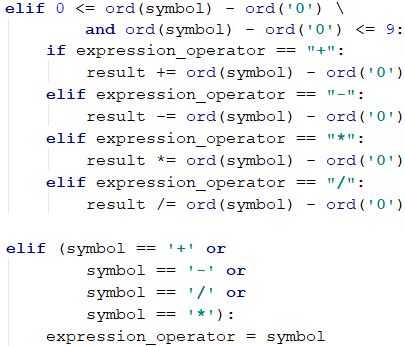 elif 0 <= ord(symbol) - ord('0') \
        and ord(symbol) - ord('0') <= 9:
    if expression_operator == "+":
        result += ord(symbol) - ord('0')
    elif expression_operator == "-":
        result -= ord(symbol) - ord('0')
    elif expression_operator == "*":
        result *= ord(symbol) - ord('0')
    elif expression_operator == "/":
        result /= ord(symbol) - ord('0')

elif (symbol == '+' or
        symbol == '-' or
        symbol == '/' or
        symbol == '*'):
    expression_operator = symbol